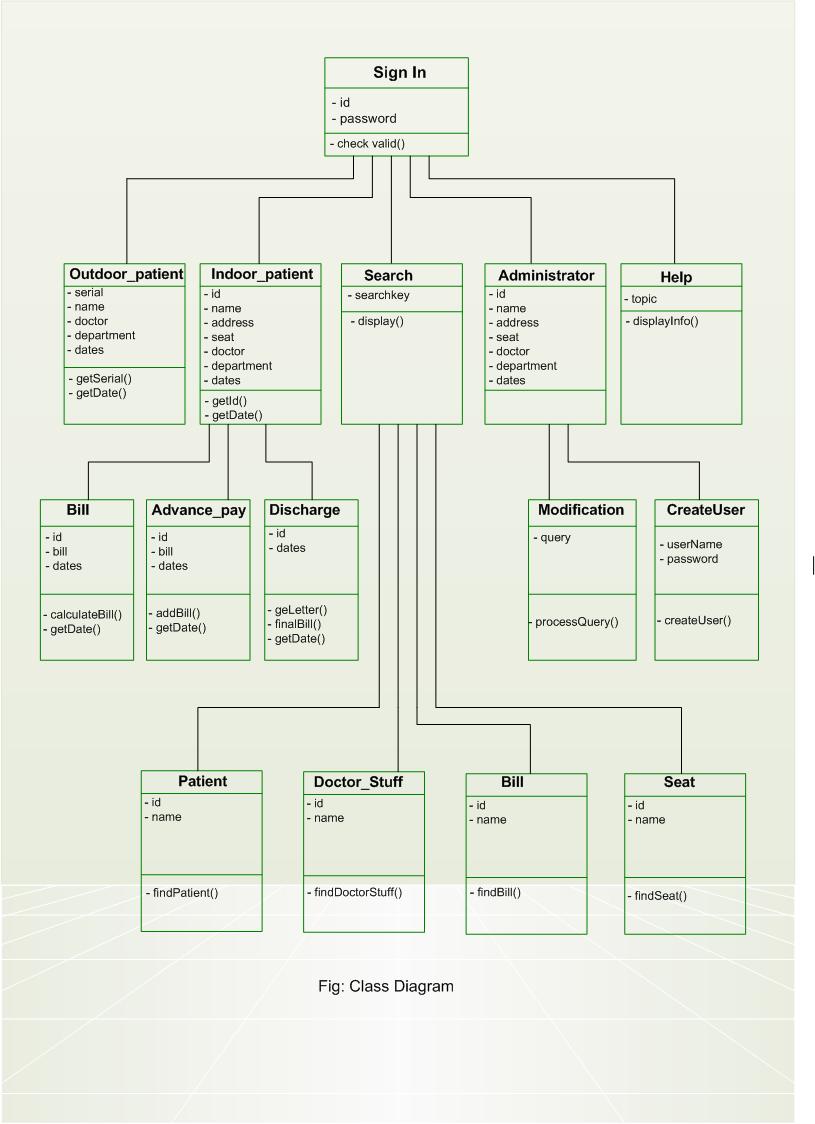 Sign In
- id
- password
- check valid()
Outdoor_patient
- serial
- name
- doctor
- department
- dates
- getSerial()
- getDate()
Indoor_patient
- id
- name
- address
- seat
- doctor
- department
- dates
- getId()
- getDate()
Search
- searchkey
- display()
Administrator
- id
- name
- address
- seat
- doctor
- department
- dates
Help
- topic
- displayInfo()
Bill
- id
- bill
- dates
- calculateBill()
- getDate()
Advance_pay
- id
- bill
- dates
- addBill()
- getDate()
Discharge
- id
- dates
- geLetter()
- finalBill()
- getDate()
Modification
- query
- processQuery()
CreateUser
- userName
- password
- createUser()
Patient
- id
- name
- findPatient()
Doctor_Stuff
- id
- name
- findDoctorStuff()
Bill
- id
- name
- findBill()
Seat
- id
- name
- findSeat()
Fig: Class Diagram